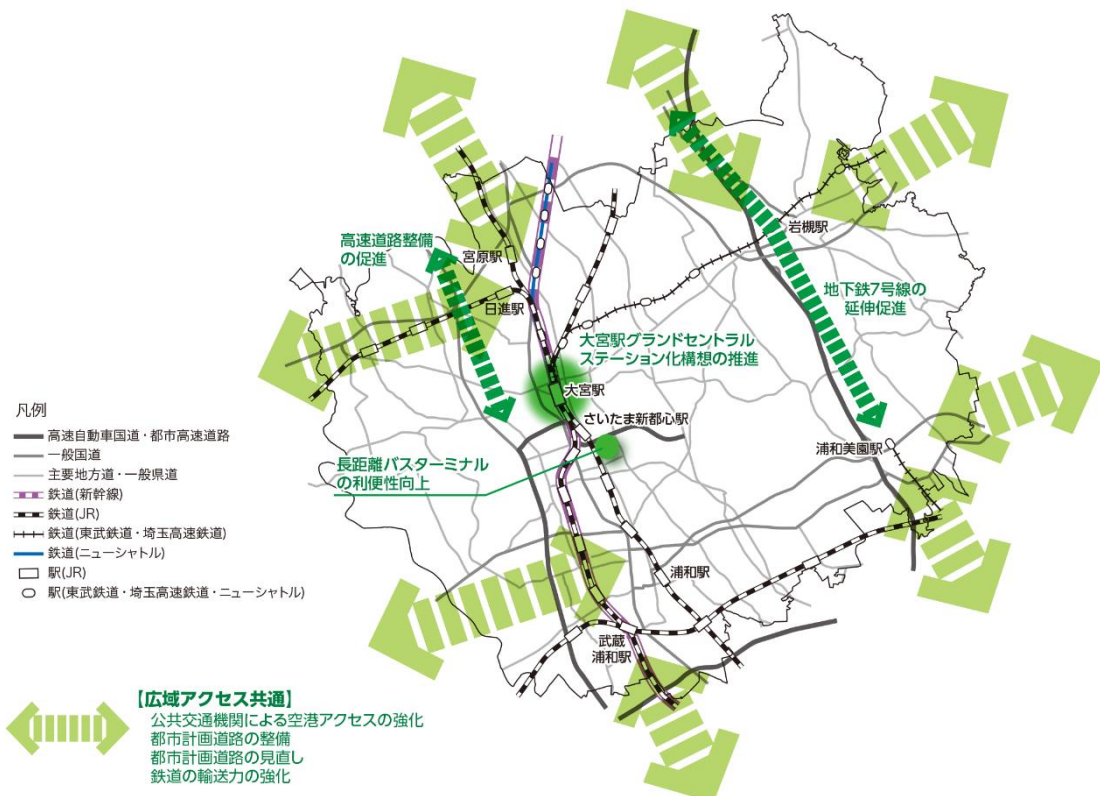 高速道路整備
の促進
宮原駅
日進駅
岩槻駅
地下鉄7号線の
延伸促進
大宮駅グランドセントラル
ステーション化構想の推進
大宮駅
さいたま新都心駅
浦和美園駅
長距離バスターミナル
の利便性向上
浦和駅
武蔵
浦和駅
凡例
高速自動車国道・都市高速道路
一般国道
主要地方道・一般県道
鉄道(新幹線)
鉄道(JR)
鉄道(東武鉄道・埼玉高速鉄道)
鉄道(ニューシャトル)
駅(JR)
駅(東武鉄道・埼玉高速鉄道・ニューシャトル)
【広域アクセス共通】
公共交通機関による空港アクセスの強化
都市計画道路の整備
都市計画道路の見直し
鉄道の輸送力の強化